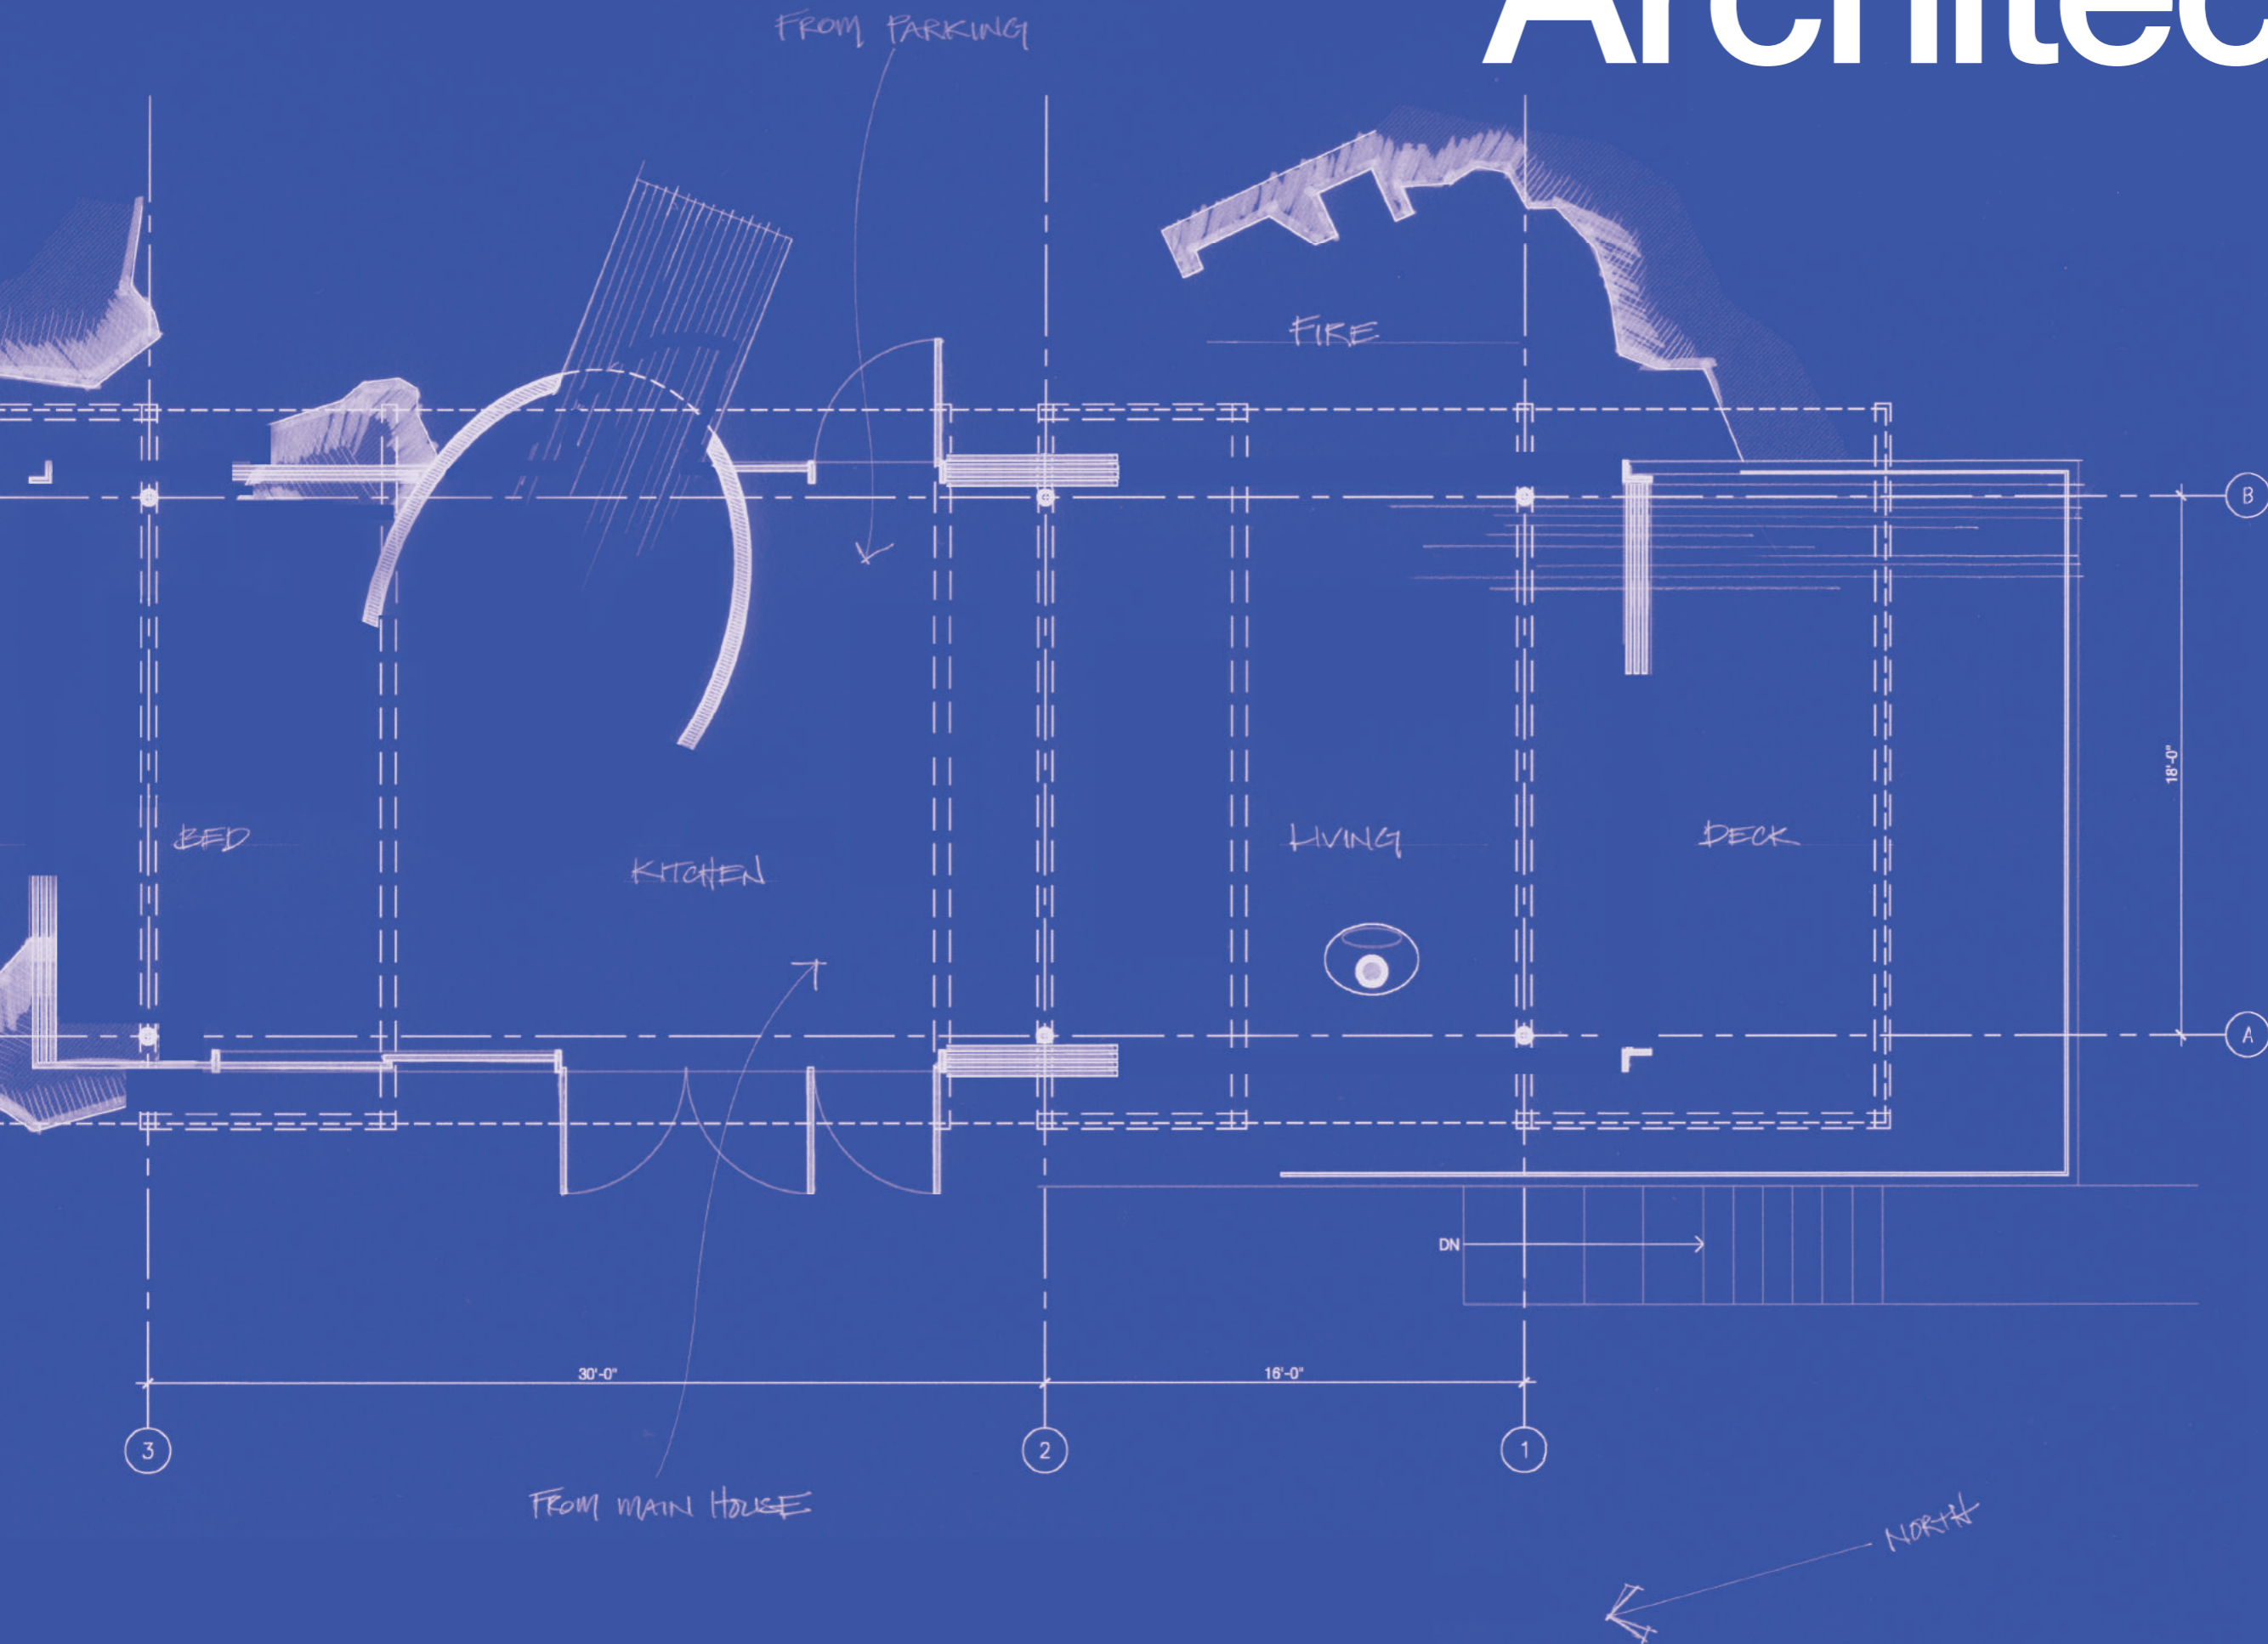 Architec
FROM PARKING
FIRE
B
18'-0"
BED
KITCHEN
LIVING
DECK
A
DN
30'-0"
16'-0"
3
2
1
FROM MAIN HOUSE
NORTH